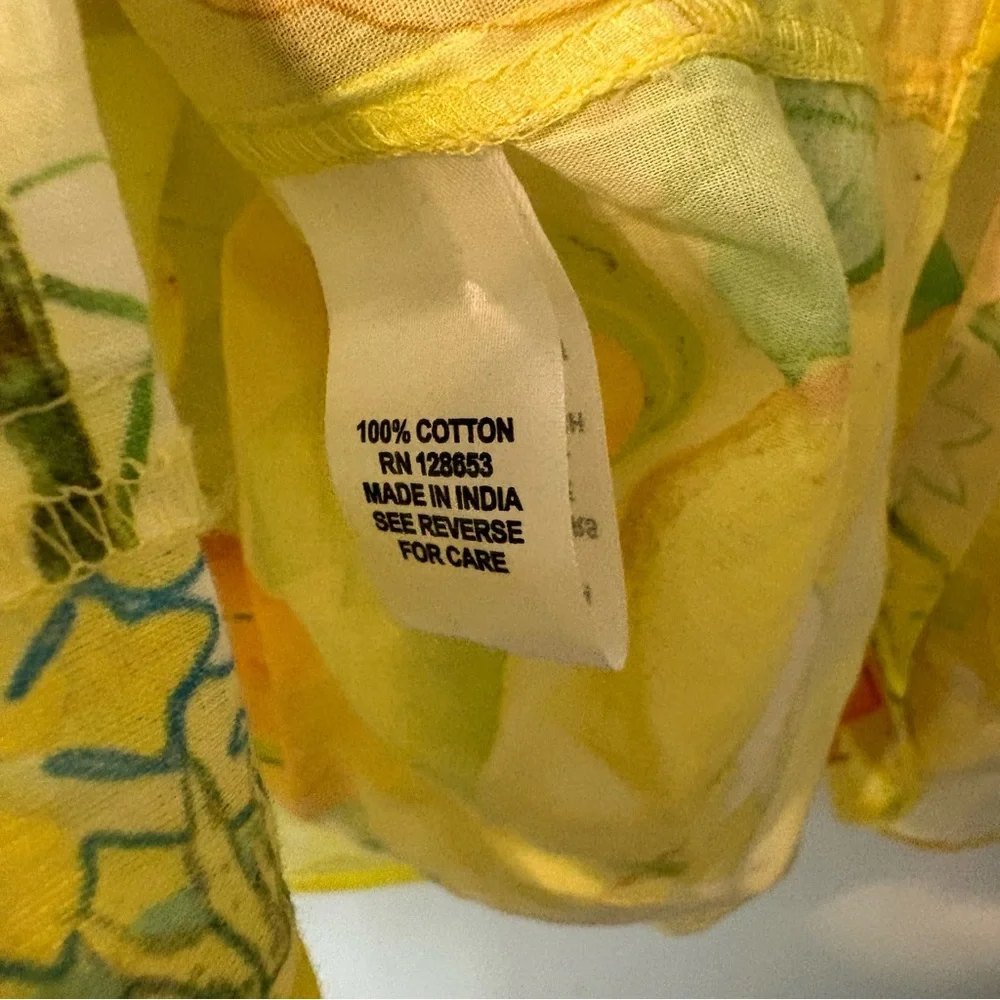 100% COTTON
RN 128653
MADE IN INDIA
SEE REVERSE
FOR CARE